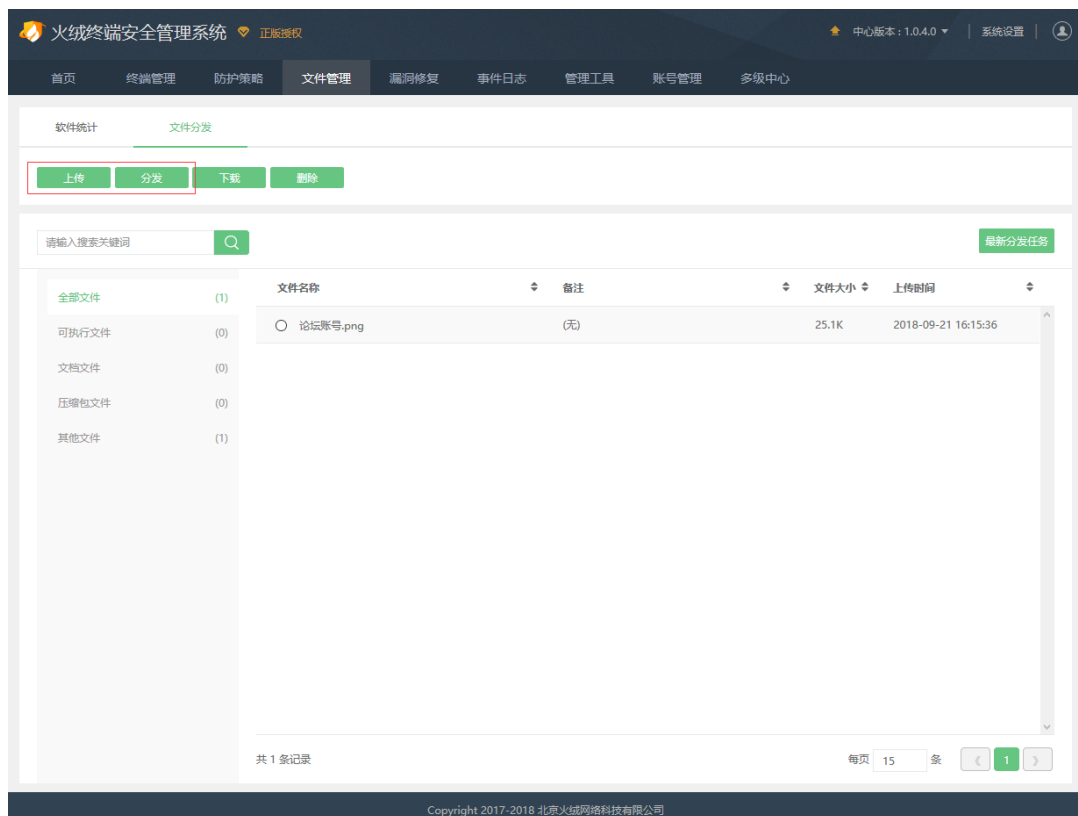 火绒终端安全管理系统 正版授权 中心版本 : 1.0.4.0 系统设置
首页 终端管理 防护策略 文件管理 漏洞修复 事件日志 管理工具 账号管理 多级中心
软件统计 文件分发
上传 分发 下载 删除
请输入搜索关键词 最新分发任务
文件名称 备注 文件大小 上传时间
全部文件 (1)
论坛账号.png (无) 25.1K 2018-09-21 16:15:36
可执行文件 (0)
文档文件 (0)
压缩包文件 (0)
其他文件 (1)
共 1 条记录 每页 15 条 1
Copyright 2017-2018 北京火绒网络科技有限公司